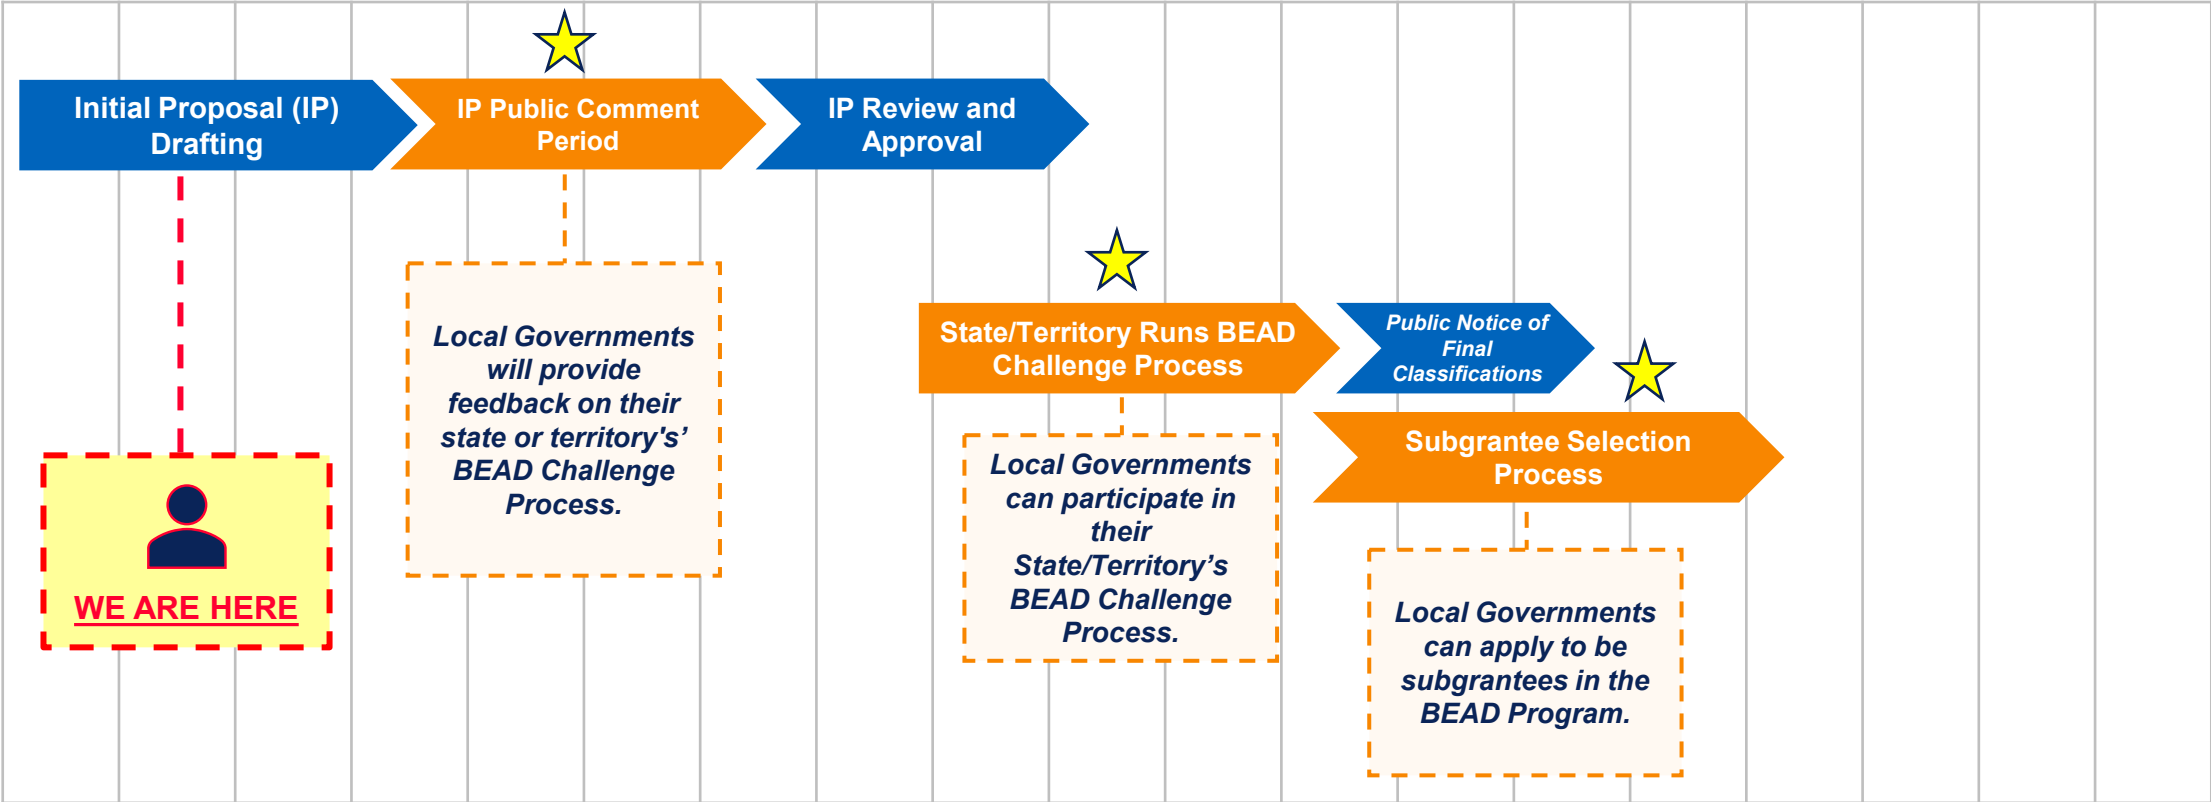 Initial Proposal (IP)
Drafting
IP Public Comment
Period
IP Review and
Approval
Local Governments
will provide
feedback on their
state or territory's’
BEAD Challenge
Process.
WE ARE HERE
State/Territory Runs BEAD
Challenge Process
Public Notice of
Final
Classifications
Local Governments
can participate in
their
State/Territory’s
BEAD Challenge
Process.
Subgrantee Selection
Process
Local Governments
can apply to be
subgrantees in the
BEAD Program.